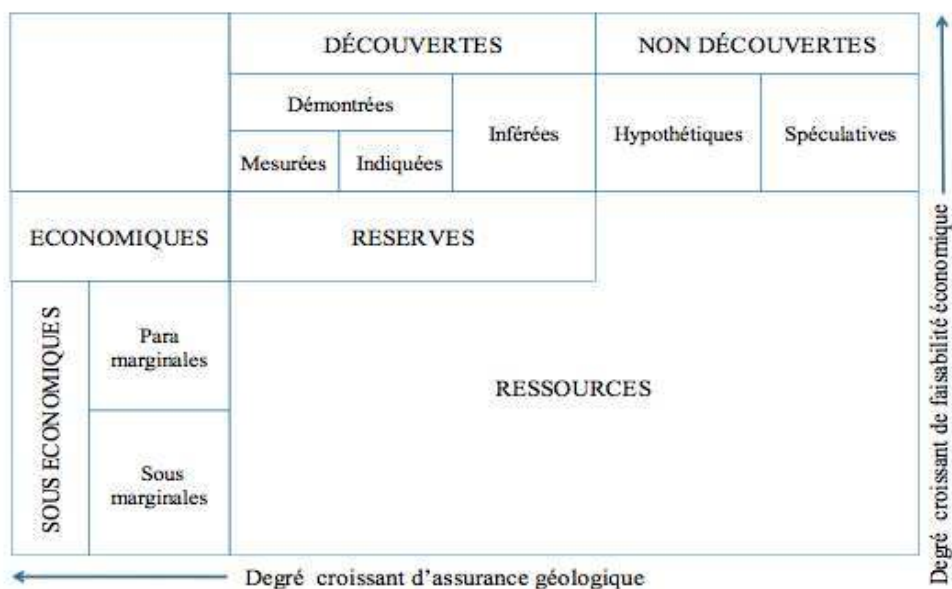 DÉCOUVERTES
NON DÉCOUVERTES
Démontrées
Inférées
Hypothétiques
Spéculatives
Mesurées
Indiquées
ECONOMIQUES
RESERVES
SOUS ECONOMIQUES
Para
marginales
RESSOURCES
Sous
marginales
Degré croissant d'assurance géologique
Degré croissant de faisabilité économique